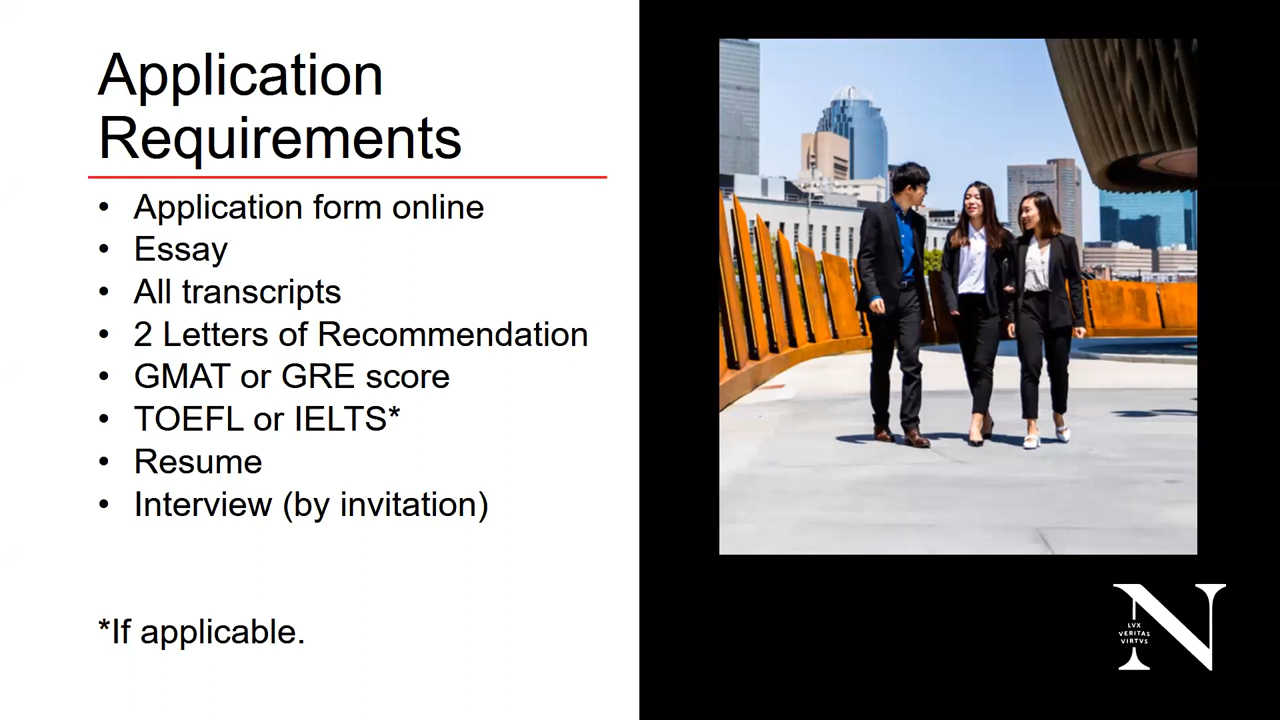 Application
Requirements
• Application form online
• Essay
• All transcripts
• 2 Letters of Recommendation
• GMAT or GRE score
• TOEFL or IELTS*
• Resume
• Interview (by invitation)
*If applicable.
N
LVX
VERITAS
VIRTVS